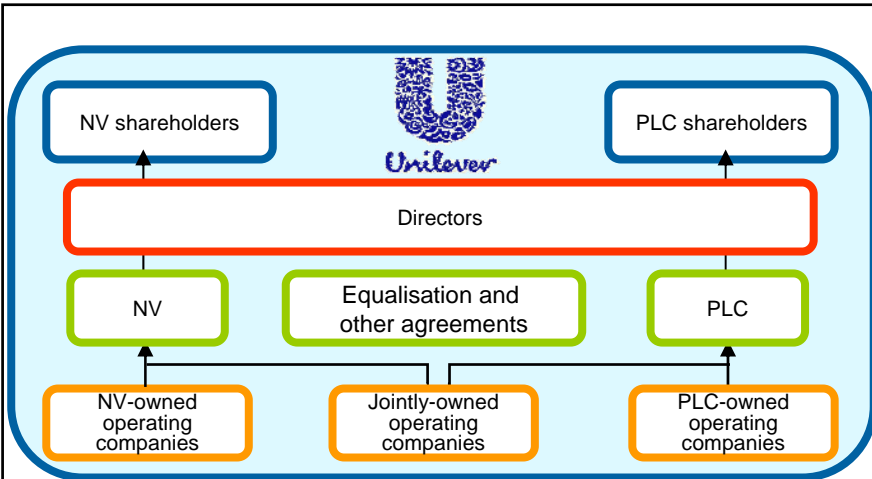 NV shareholders
PLC shareholders
Unilever
Directors
NV
Equalisation and
other agreements
PLC
NV-owned
operating
companies
Jointly-owned
operating
companies
PLC-owned
operating
companies